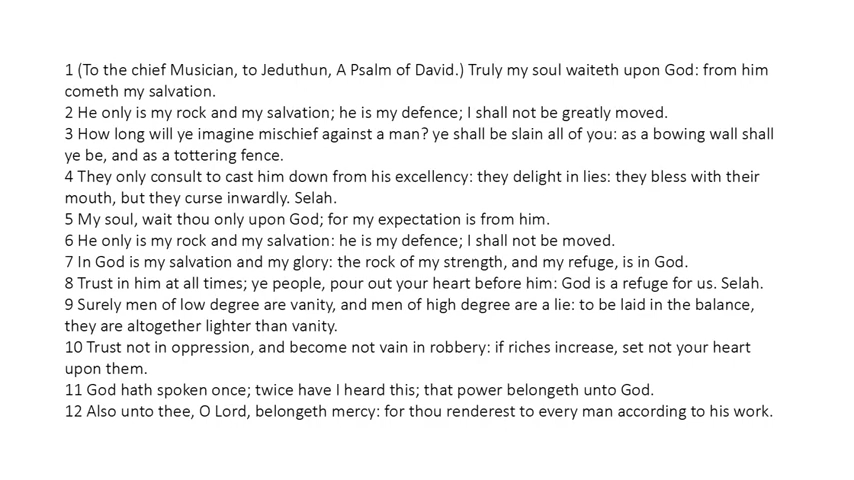 1 (To the chief Musician, to Jeduthun, A Psalm of David.) Truly my soul waiteth upon God: from him
cometh my salvation.
2 He only is my rock and my salvation; he is my defence; I shall not be greatly moved.
3 How long will ye imagine mischief against a man? ye shall be slain all of you: as a bowing wall shall
ye be, and as a tottering fence.
4 They only consult to cast him down from his excellency: they delight in lies: they bless with their
mouth, but they curse inwardly. Selah.
5 My soul, wait thou only upon God; for my expectation is from him.
6 He only is my rock and my salvation: he is my defence; I shall not be moved.
7 In God is my salvation and my glory: the rock of my strength, and my refuge, is in God.
8 Trust in him at all times; ye people, pour out your heart before him: God is a refuge for us. Selah.
9 Surely men of low degree are vanity, and men of high degree are a lie: to be laid in the balance,
they are altogether lighter than vanity.
10 Trust not in oppression, and become not vain in robbery: if riches increase, set not your heart
upon them.
11 God hath spoken once; twice have I heard this; that power belongeth unto God.
12 Also unto thee, O Lord, belongeth mercy: for thou renderest to every man according to his work.